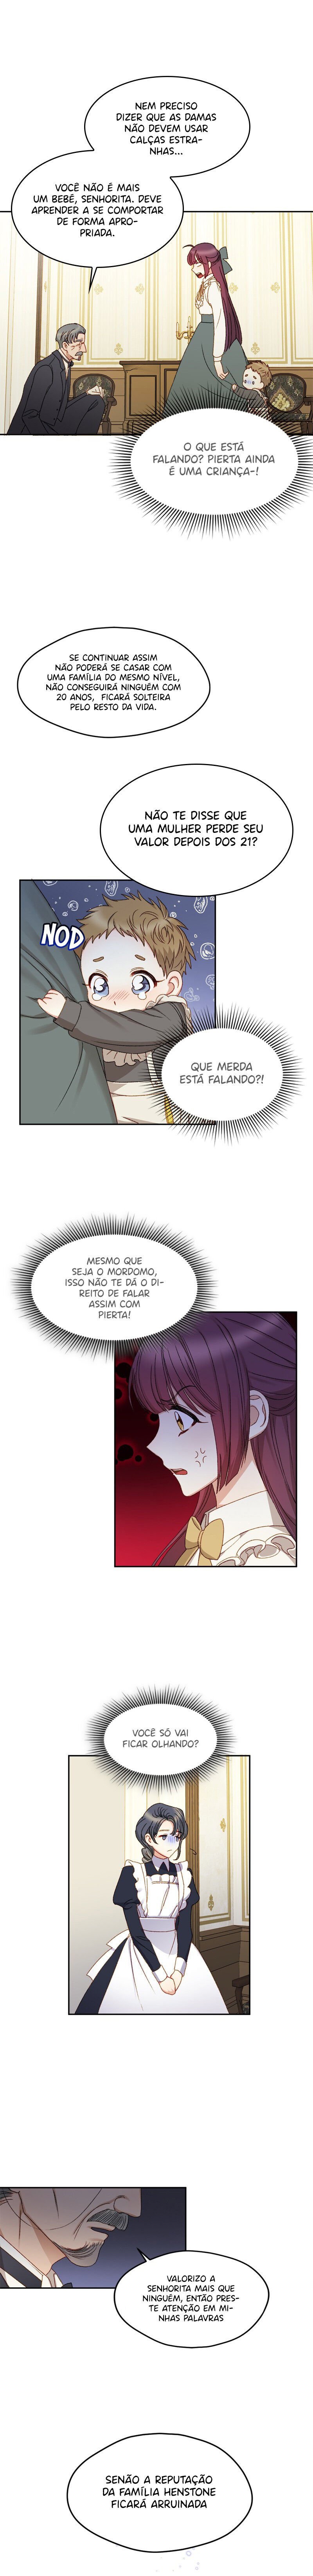 NEM PRECISO
DIZER QUE AS DAMAS
NÃO DEVEM USAR
CALÇAS ESTRA-
NHAS...
VOCÊ NÃO É MAIS
UM BEBÊ, SENHORITA. DEVE
APRENDER A SE COMPORTAR
DE FORMA APRO-
PRIADA.
O QUE ESTÁ
FALANDO? PIERTA AINDA
É UMA CRIANÇA-!
SE CONTINUAR ASSIM
NÃO PODERÁ SE CASAR COM
UMA FAMÍLIA DO MESMO NÍVEL,
NÃO CONSEGUIRÁ NINGUÉM COM
20 ANOS, FICARÁ SOLTEIRA
PELO RESTO DA VIDA.
NÃO TE DISSE QUE
UMA MULHER PERDE SEU
VALOR DEPOIS DOS 21?
NOD
QUE MERDA
ESTÁ FALANDO?!
MESMO QUE
SEJA O MORDOMO,
ISSO NÃO TE DÁ O DI-
REITO DE FALAR
ASSIM COM
PIERTA!
VOCÊ SÓ VAI
FICAR OLHANDO?
VALORIZO A
SENHORITA MAIS QUE
NINGUÉM, ENTÃO PRES-
TE ATENÇÃO EM MI-
NHAS PALAVRAS
SENÃO A REPUTAÇÃO
DA FAMÍLIA HENSTONE
FICARÁ ARRUINADA